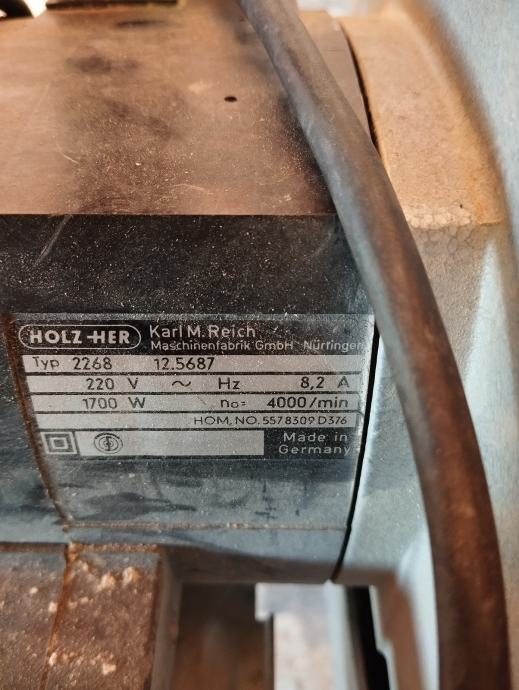 HOLZ-HER Karl M. Reich
Maschinenfabrik GmbH Nürtingen
Typ 2268 12.5687
220 V ~ Hz 8,2 A
1700 W n₀= 4000/min
HOM, NO. 5578309 D376
Made in
Germany